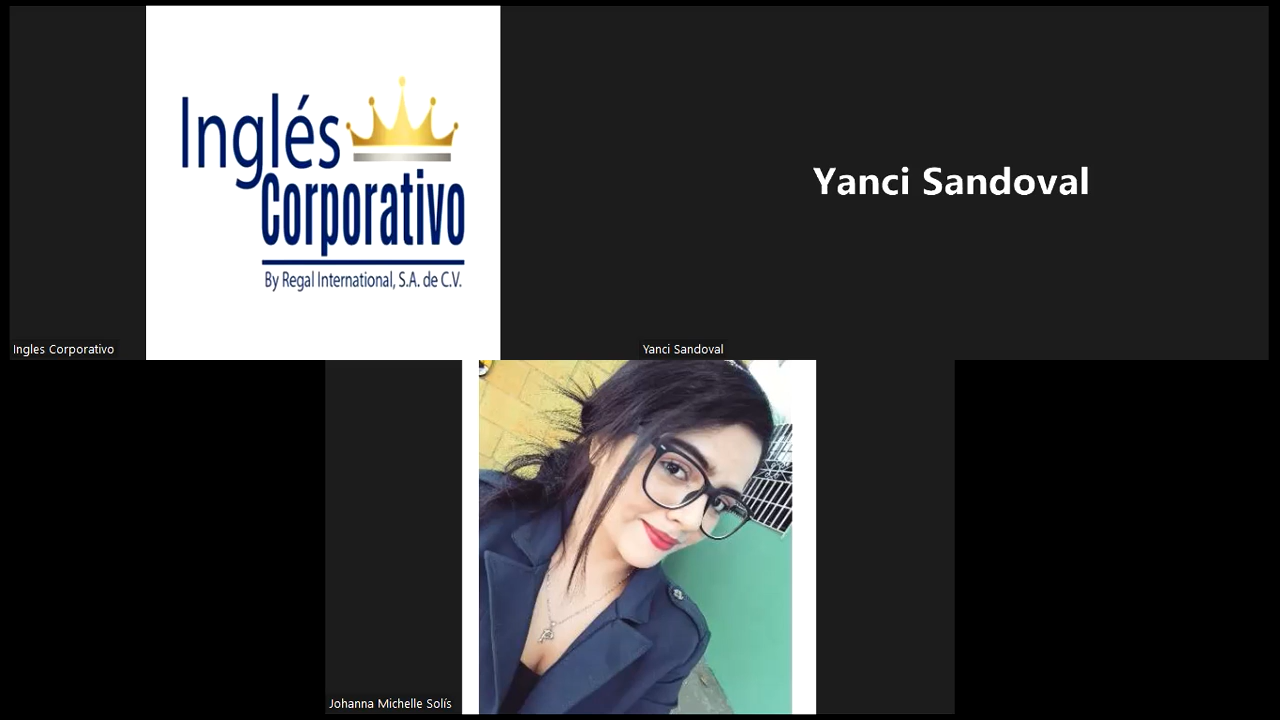 Inglés
Corporativo
By Regal International, S.A. de C.V.
Yanci Sandoval
Ingles Corporativo
Yanci Sandoval
Johanna Michelle Solís